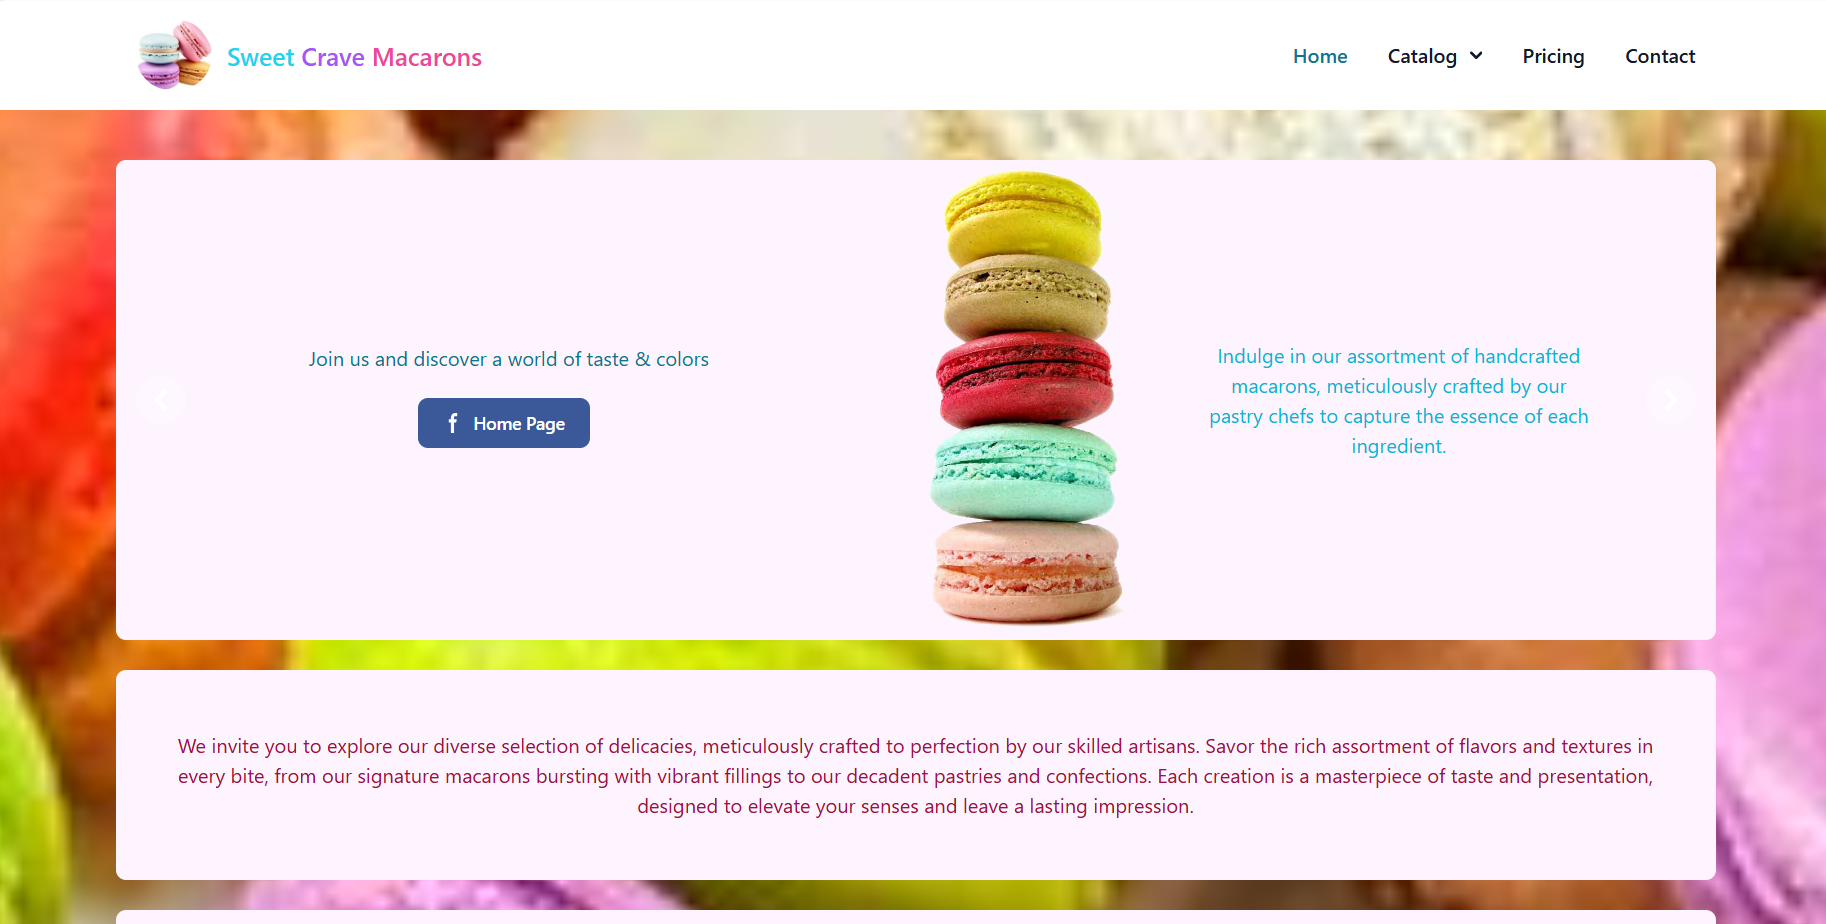 Sweet Crave Macarons
Home
Catalog
Pricing
Contact
Join us and discover a world of taste & colors
Home Page
Indulge in our assortment of handcrafted
macarons, meticulously crafted by our
pastry chefs to capture the essence of each
ingredient.
We invite you to explore our diverse selection of delicacies, meticulously crafted to perfection by our skilled artisans. Savor the rich assortment of flavors and textures in
every bite, from our signature macarons bursting with vibrant fillings to our decadent pastries and confections. Each creation is a masterpiece of taste and presentation,
designed to elevate your senses and leave a lasting impression.